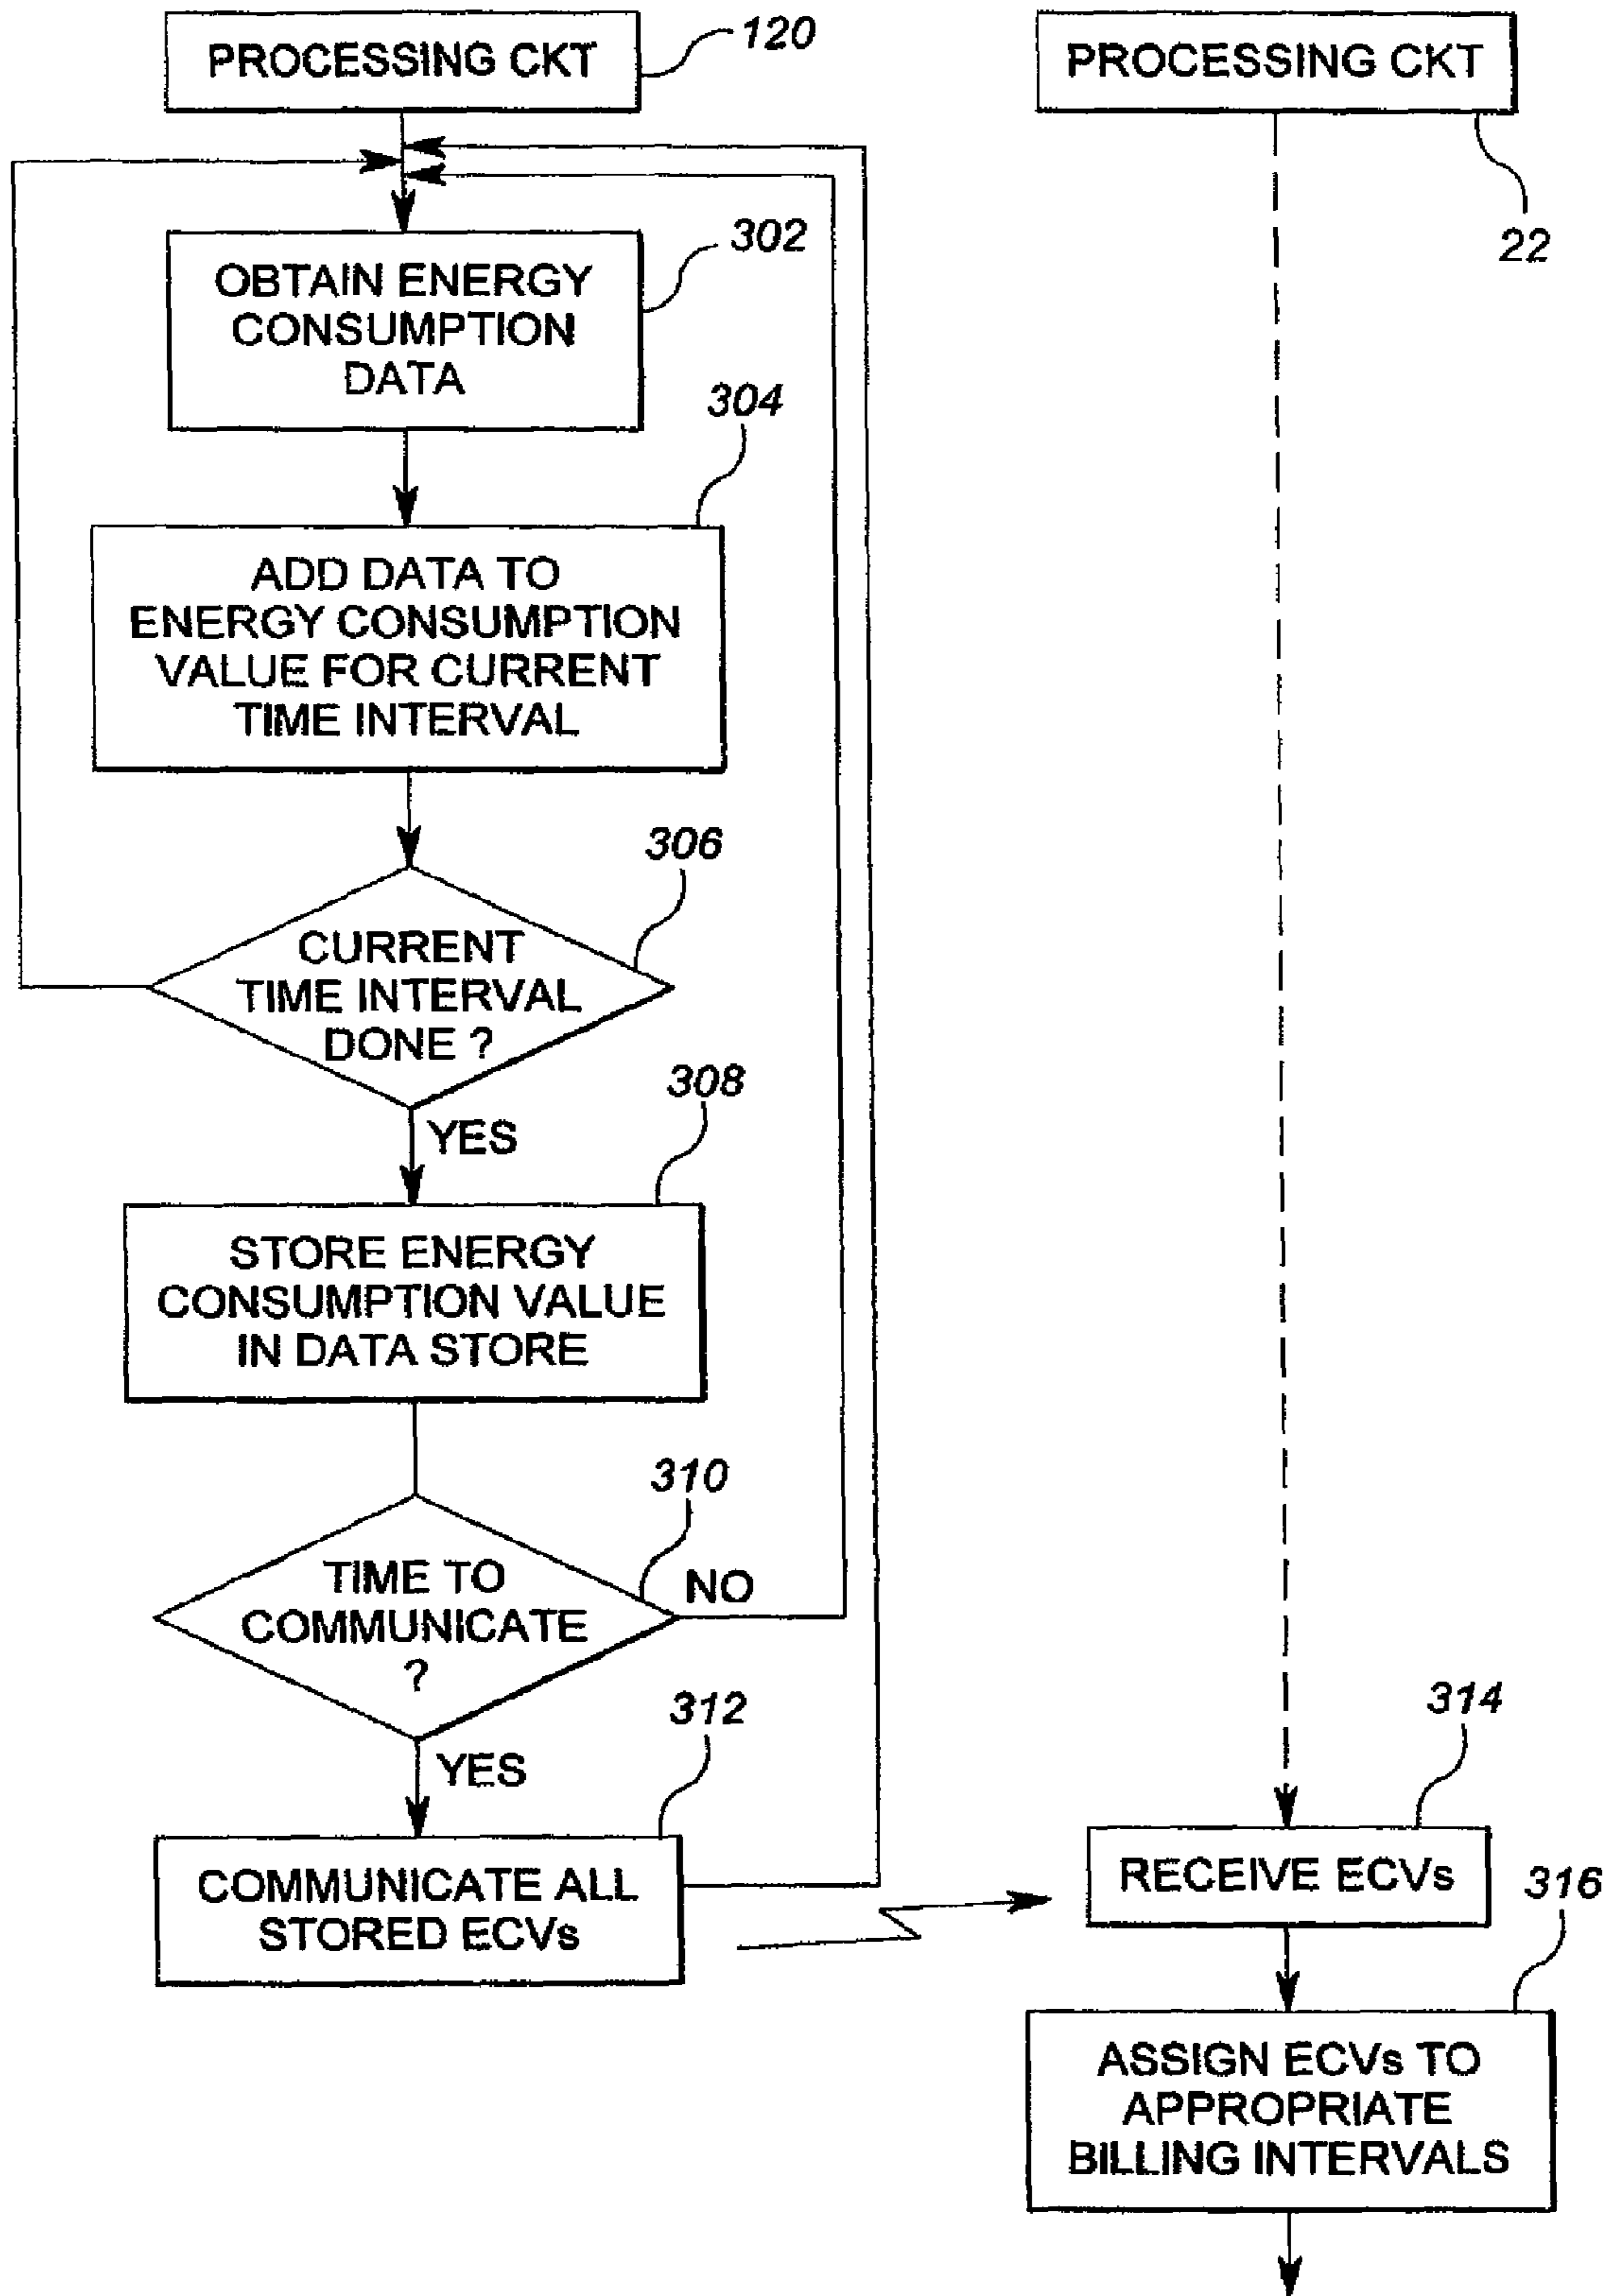 PROCESSING CKT
120
302
OBTAIN ENERGY
CONSUMPTION
DATA
304
ADD DATA TO
ENERGY CONSUMPTION
VALUE FOR CURRENT
TIME INTERVAL
306
CURRENT
TIME INTERVAL
DONE ?
YES
308
STORE ENERGY
CONSUMPTION VALUE
IN DATA STORE
310
TIME TO
COMMUNICATE
?
NO
YES
312
COMMUNICATE ALL
STORED ECVs
PROCESSING CKT
22
314
RECEIVE ECVs
316
ASSIGN ECVs TO
APPROPRIATE
BILLING INTERVALS